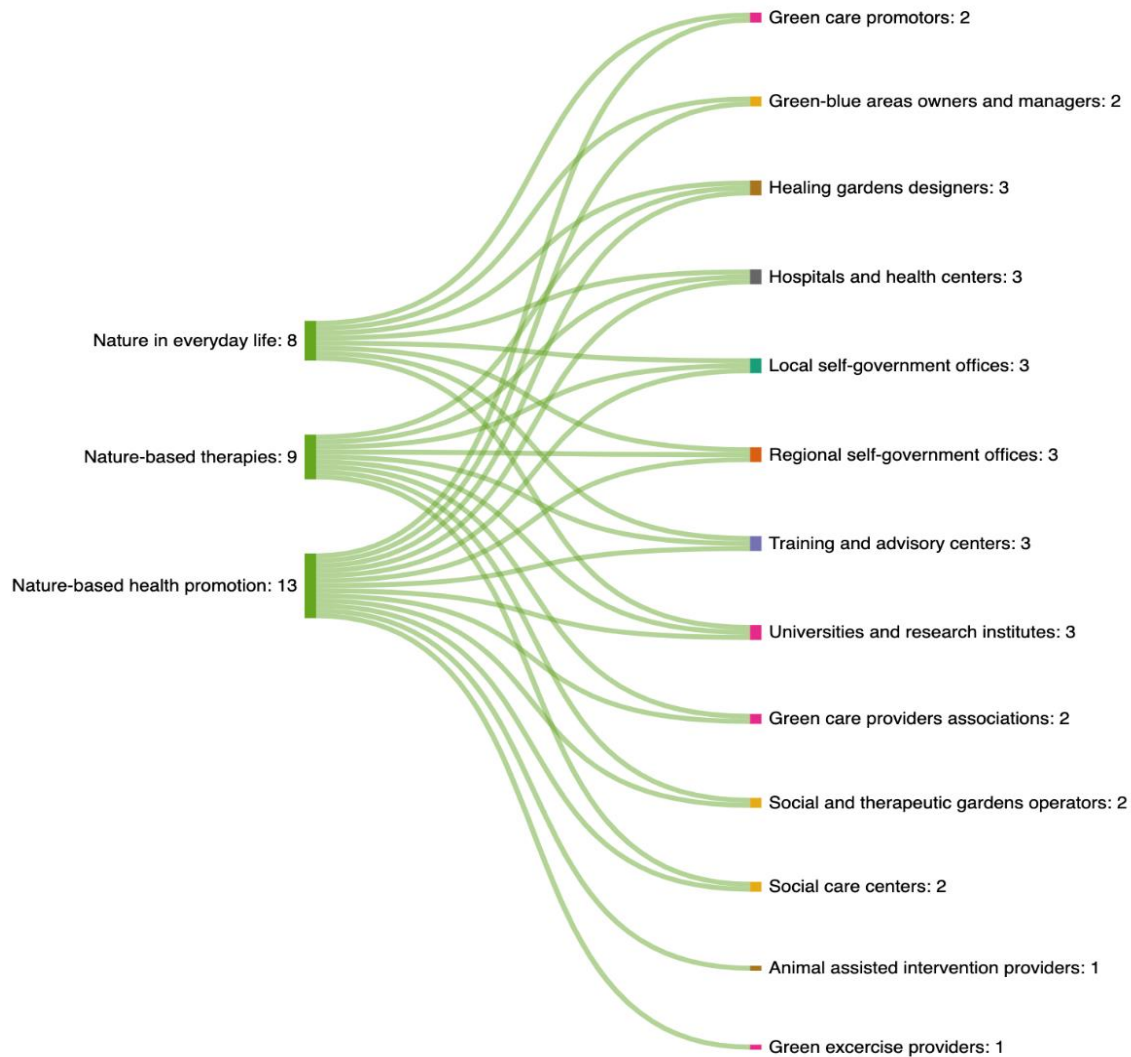 Nature in everyday life: 8
Nature-based therapies: 9
Nature-based health promotion: 13
Green care promotors: 2
Green-blue areas owners and managers: 2
Healing gardens designers: 3
Hospitals and health centers: 3
Local self-government offices: 3
Regional self-government offices: 3
Training and advisory centers: 3
Universities and research institutes: 3
Green care providers associations: 2
Social and therapeutic gardens operators: 2
Social care centers: 2
Animal assisted intervention providers: 1
Green excercise providers: 1